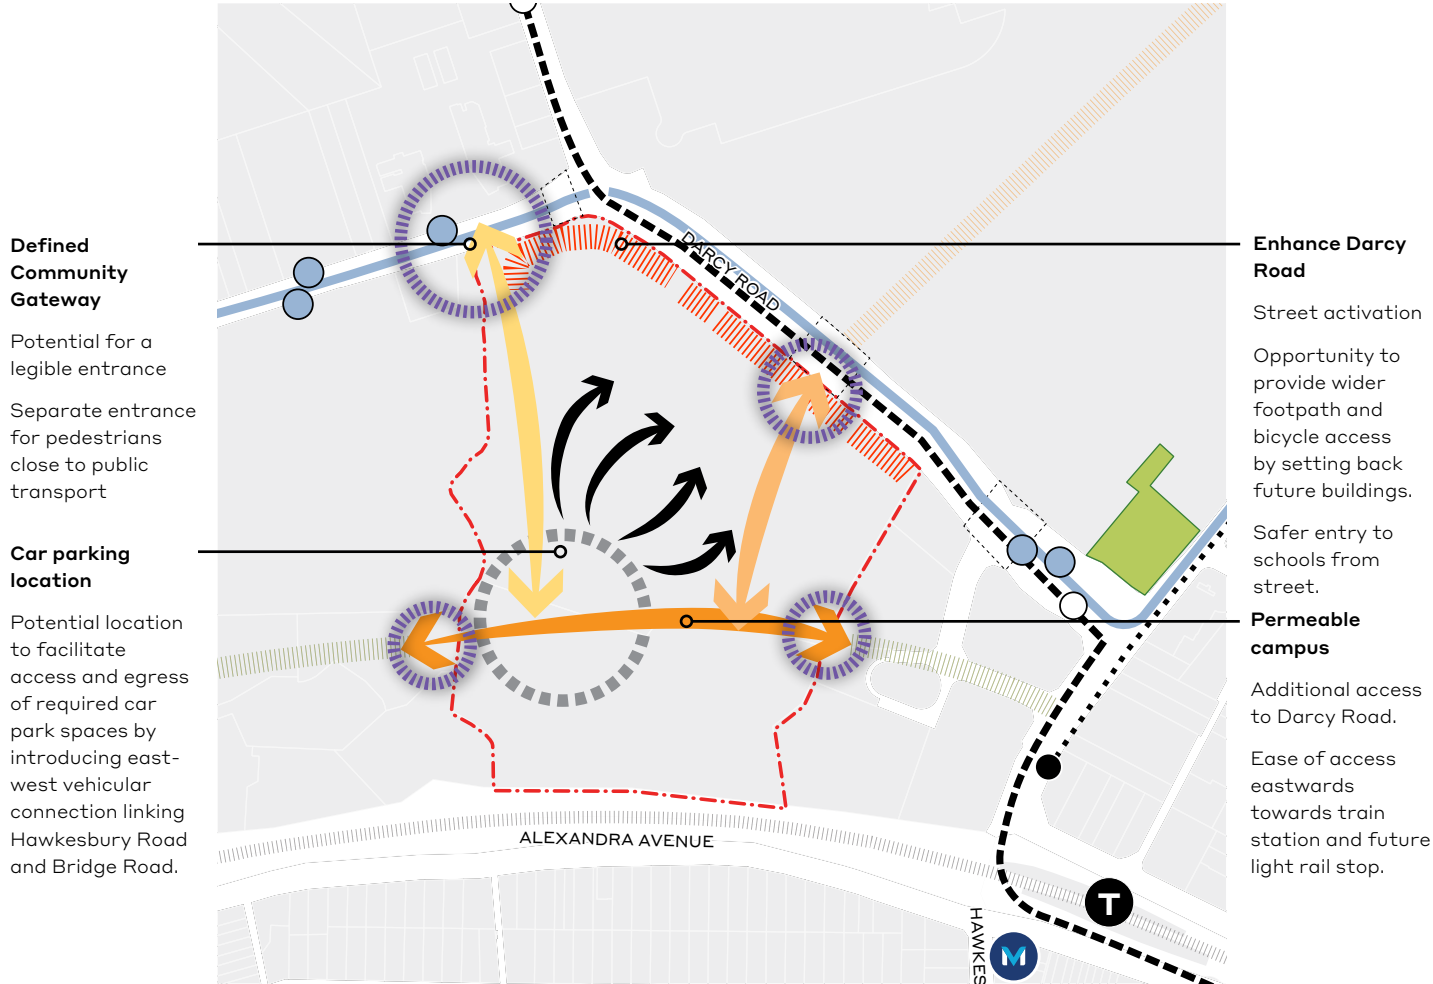 Defined
Community
Gateway
Potential for a
legible entrance
Separate entrance
for pedestrians
close to public
transport
Car parking
location
Potential location
to facilitate
access and egress
of required car
park spaces by
introducing east-
west vehicular
connection linking
Hawkesbury Road
and Bridge Road.
DARCY ROAD
ALEXANDRA AVENUE
HAWKES
T
M
Enhance Darcy
Road
Street activation
Opportunity to
provide wider
footpath and
bicycle access
by setting back
future buildings.
Safer entry to
schools from
street.
Permeable
campus
Additional access
to Darcy Road.
Ease of access
eastwards
towards train
station and future
light rail stop.